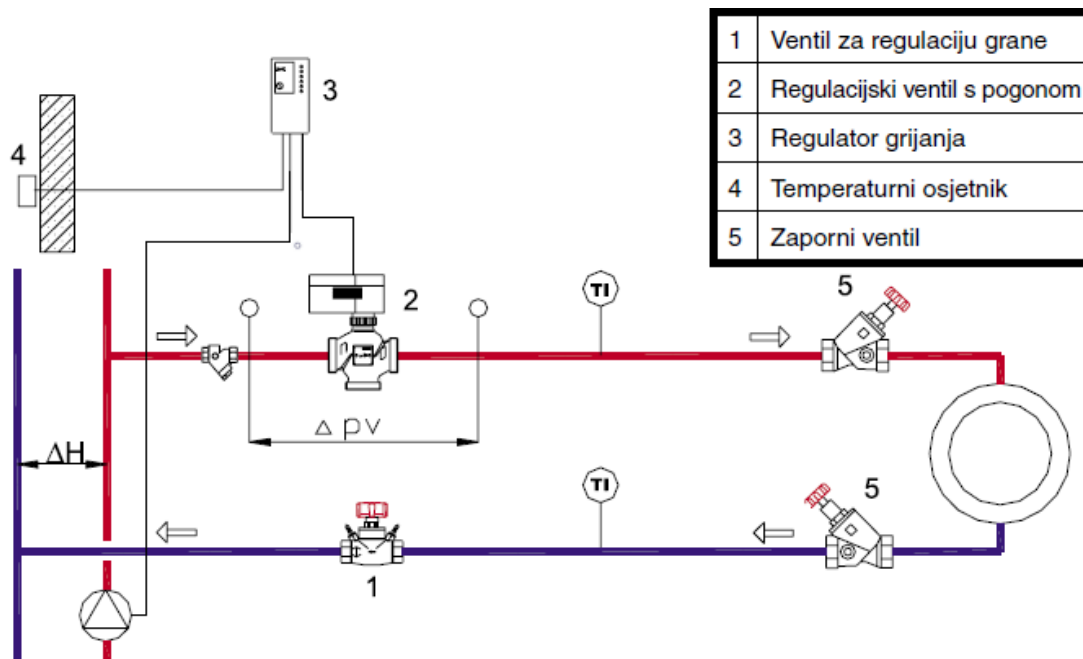 1 Ventil za regulaciju grane
2 Regulacijski ventil s pogonom
3 Regulator grijanja
4 Temperaturni osjetnik
5 Zaporni ventil
3
4
2
TI
5
Δ pv
ΔH
TI
5
1